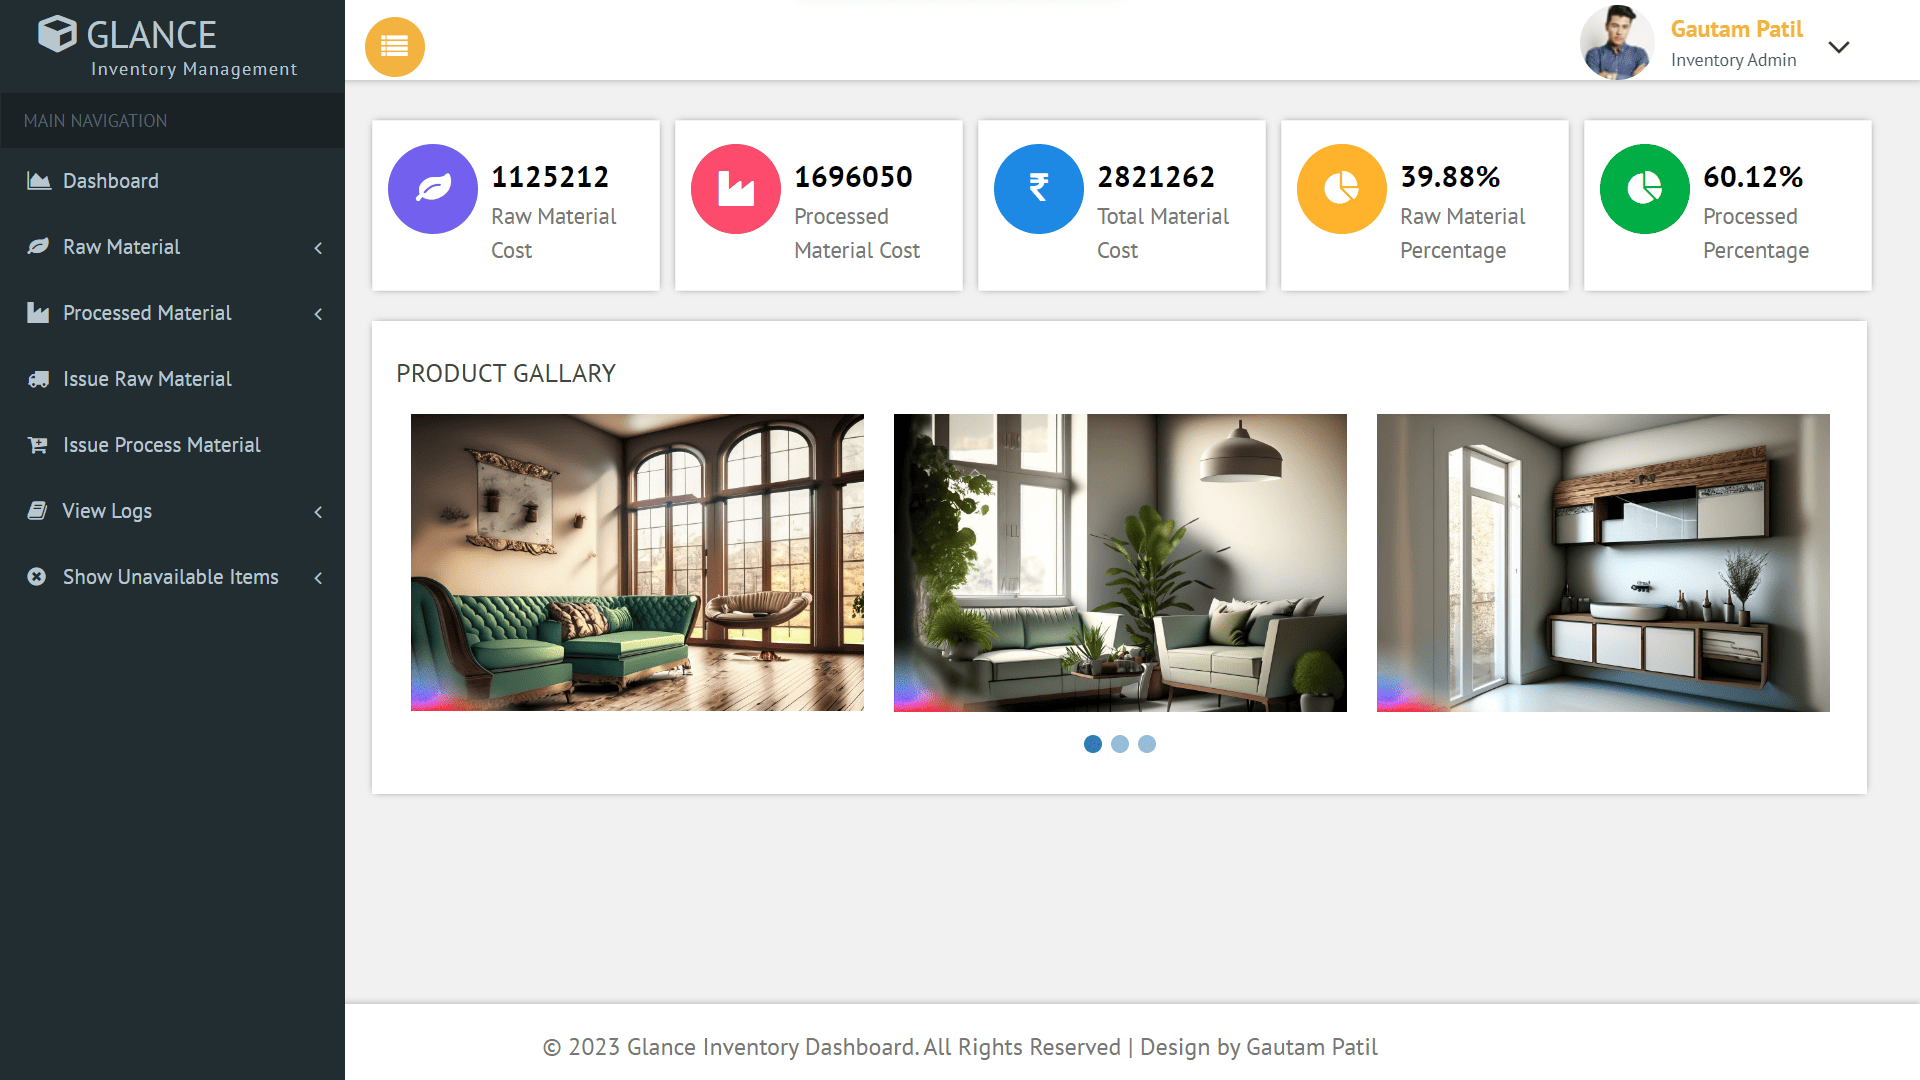 GLANCE
Inventory Management
MAIN NAVIGATION
Dashboard
Raw Material
Processed Material
Issue Raw Material
Issue Process Material
View Logs
Show Unavailable Items
Gautam Patil
Inventory Admin
1125212
Raw Material
Cost
1696050
Processed
Material Cost
2821262
Total Material
Cost
39.88%
Raw Material
Percentage
60.12%
Processed
Percentage
PRODUCT GALLARY
© 2023 Glance Inventory Dashboard. All Rights Reserved | Design by Gautam Patil